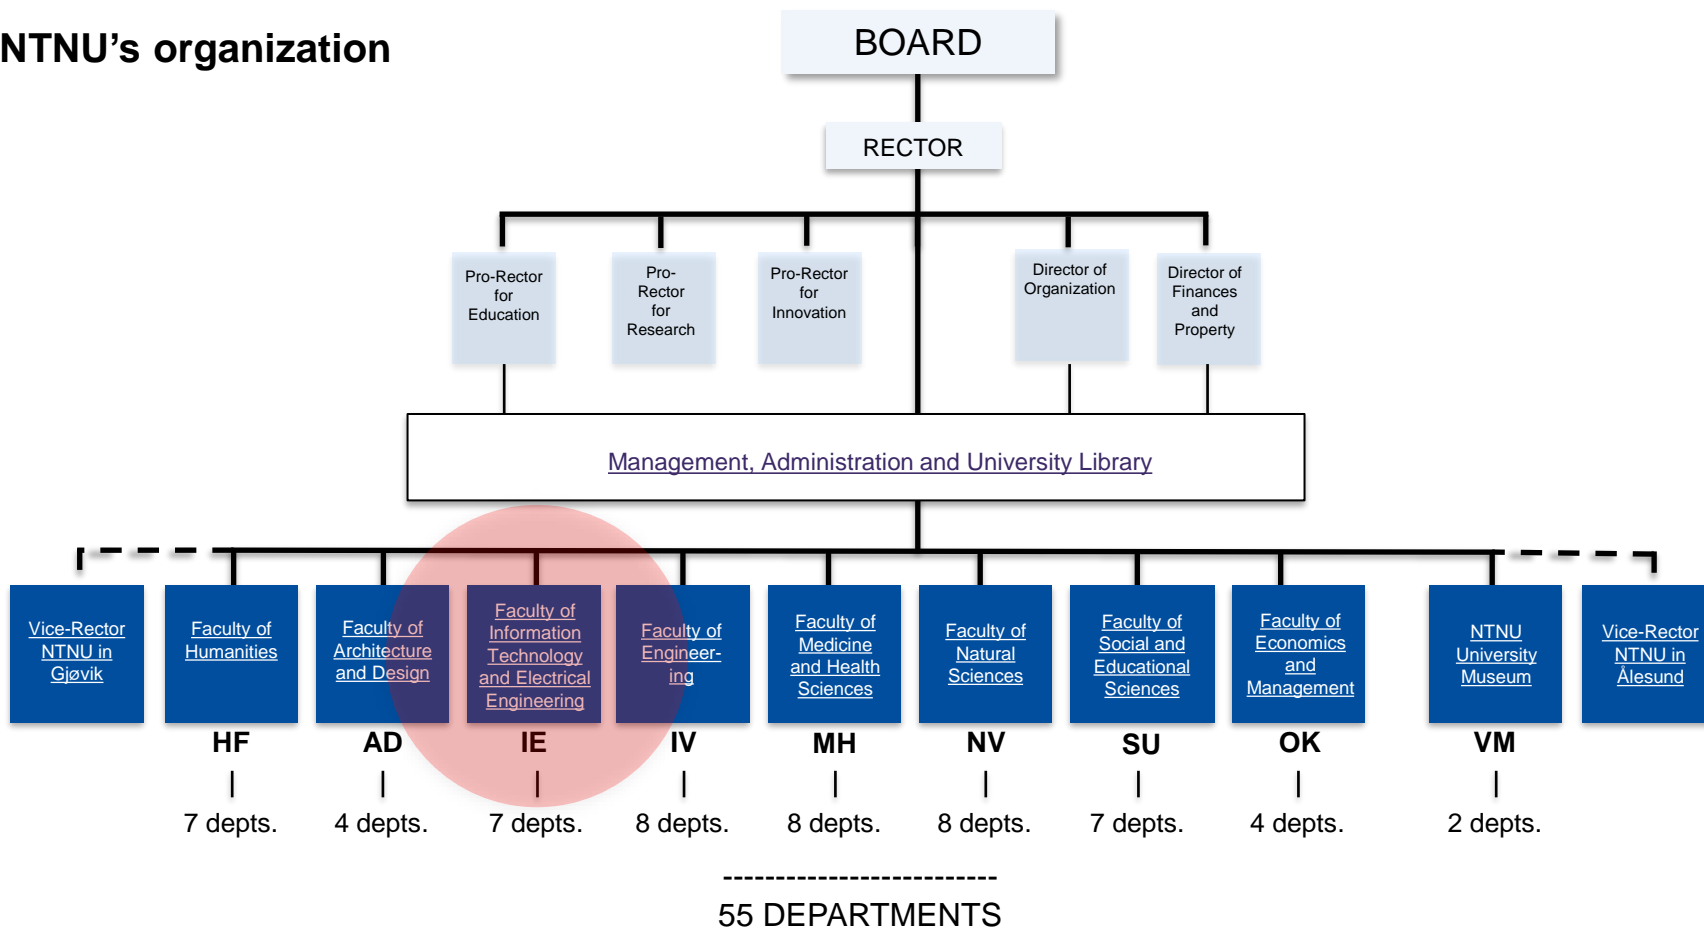 NTNU's organization
BOARD
RECTOR
Pro-Rector
for
Education
Pro-
Rector
for
Research
Pro-Rector
for
Innovation
Director of
Organization
Director of
Finances
and
Property
Management, Administration and University Library
Vice-Rector
NTNU in
Gjøvik
Faculty of
Humanities
Faculty of
Architecture
and Design
Faculty of
Information
Technology
and Electrical
Engineering
Faculty of
Engineer-
ing
Faculty of
Medicine
and Health
Sciences
Faculty of
Natural
Sciences
Faculty of
Social and
Educational
Sciences
Faculty of
Economics
and
Management
NTNU
University
Museum
Vice-Rector
NTNU in
Ålesund
HF
AD
IE
IV
MH
NV
SU
OK
VM
7 depts.
4 depts.
7 depts.
8 depts.
8 depts.
8 depts.
7 depts.
4 depts.
2 depts.
--------------------------
55 DEPARTMENTS